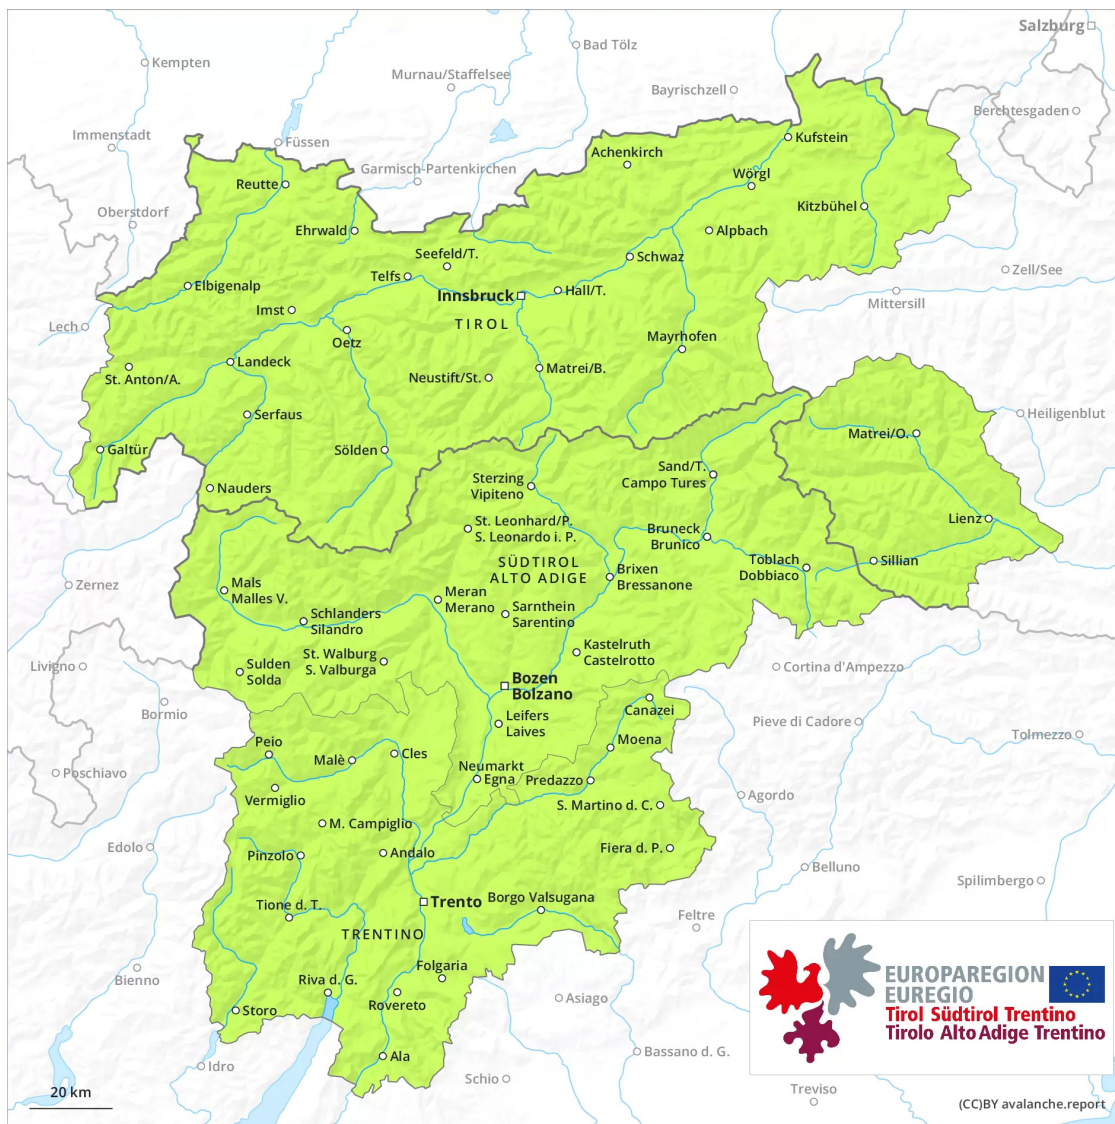 Salzburg
Bad Tölz
Kempten
Murnau/Staffelsee
Bayrischzell
Berchtesgaden
Immenstadt
Füssen
Kufstein
Achenkirch
Garmisch-Partenkirchen
Wörgl
Reutte
Kitzbühel
Oberstdorf
Ehrwald
Alpbach
Seefeld/T.
Schwaz
Zell/See
Telfs
Elbigenalp
Hall/T.
Innsbruck
Mittersill
Imst
TIROL
Lech
Oetz
Mayrhofen
Landeck
Matrei/B.
St. Anton/A.
Neustift/St.
Serfaus
Heiligenblut
Matrei/O.
Galtür
Sölden
Sand/T.
Campo Tures
Sterzing
Vipiteno
Nauders
Lienz
St. Leonhard/P.
S. Leonardo i. P.
Bruneck
Brunico
SÜDTIROL
ALTO ADIGE
Toblach
Dobbiaco
Sillian
Brixen
Bressanone
Zernez
Mals
Malles V.
Meran
Merano
Schlanders
Silandro
Sarnthein
Sarentino
Kastelruth
Castelrotto
St. Walburg
S. Valburga
Livigno
Sulden
Solda
Cortina d'Ampezzo
Bozen
Bolzano
Bormio
Canazei
Leifers
Laives
Pieve di Cadore
Tolmezzo
Peio
Moena
Cles
Malè
Poschiavo
Neumarkt
Egna
Predazzo
Vermiglio
Agordo
S. Martino d. C.
M. Campiglio
Edolo
Fiera d. P.
Pinzolo
Andalo
Belluno
Spilimbergo
Borgo Valsugana
Trento
Tione d. T.
Feltre
TRENTINO
Folgaria
Bienno
Riva d. G.
EUROPAREGION
EUREGIO
Tirol Südtirol Trentino
Tirolo Alto Adige Trentino
Asiago
Rovereto
Storo
Bassano d. G.
Ala
Idro
Schio
20 km
Treviso
(CC)BY avalanche.report